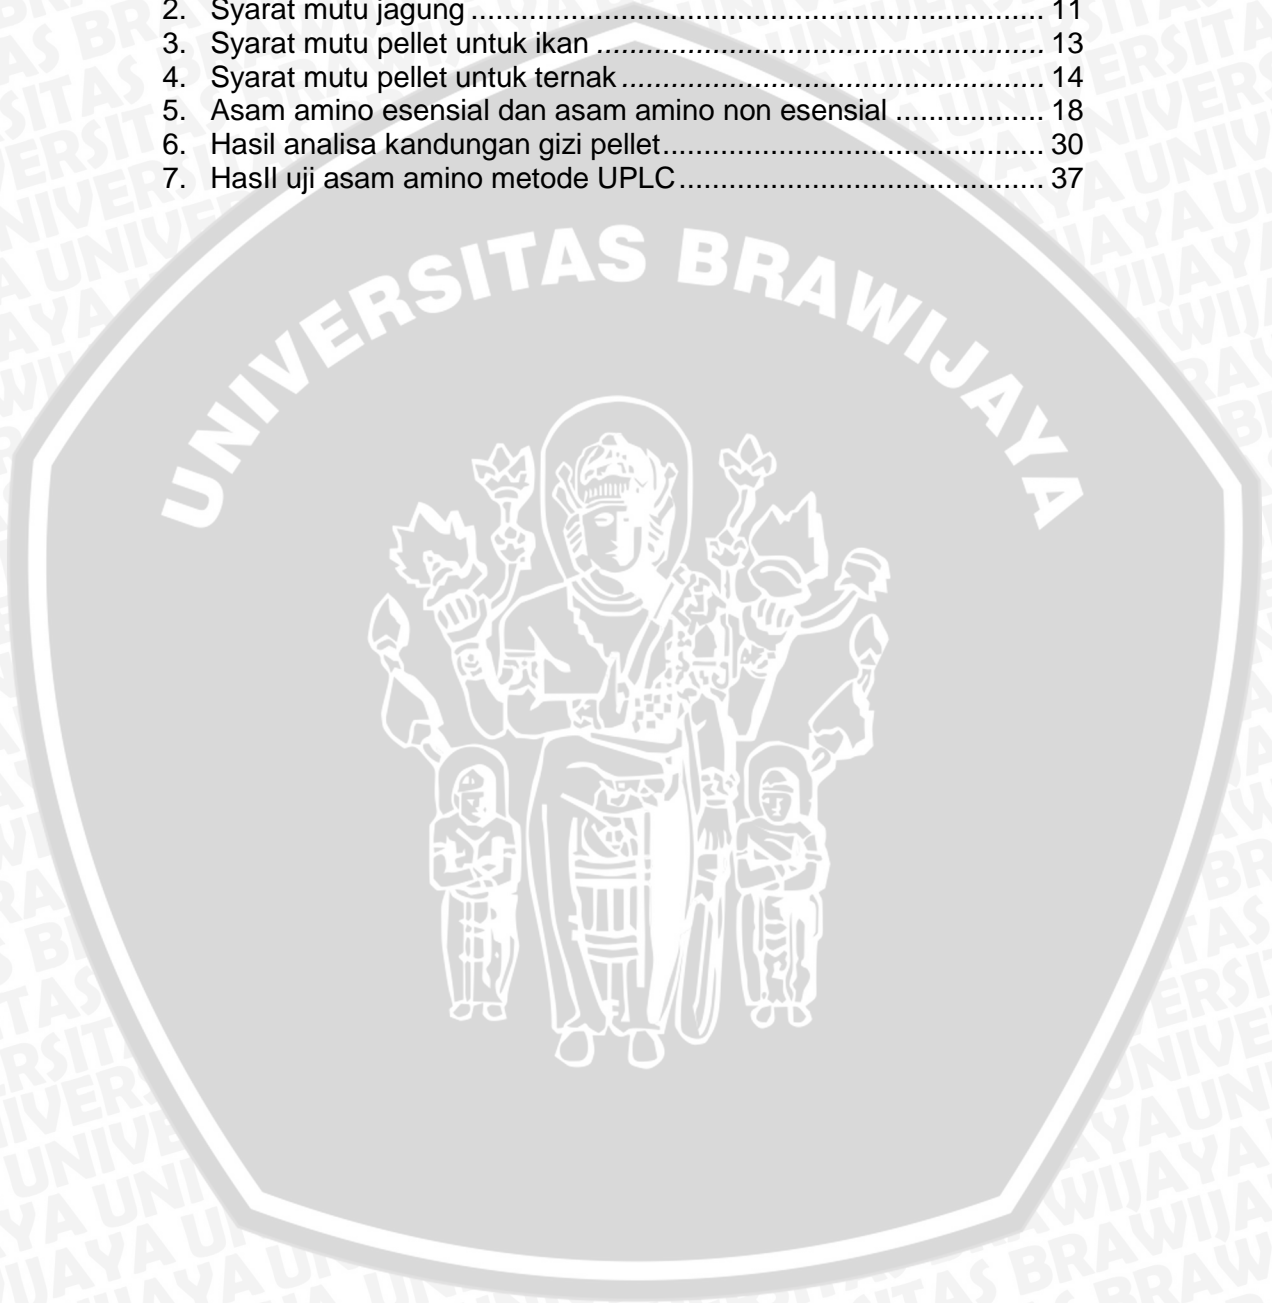 2. Syarat mutu jagung ................................................................ 11
3. Syarat mutu pellet untuk ikan .................................................. 13
4. Syarat mutu pellet untuk ternak ................................................ 14
5. Asam amino esensial dan asam amino non esensial .................. 18
6. Hasil analisa kandungan gizi pellet ........................................... 30
7. HasIl uji asam amino metode UPLC ......................................... 37
UNIVERSITAS BRAWIJAYA